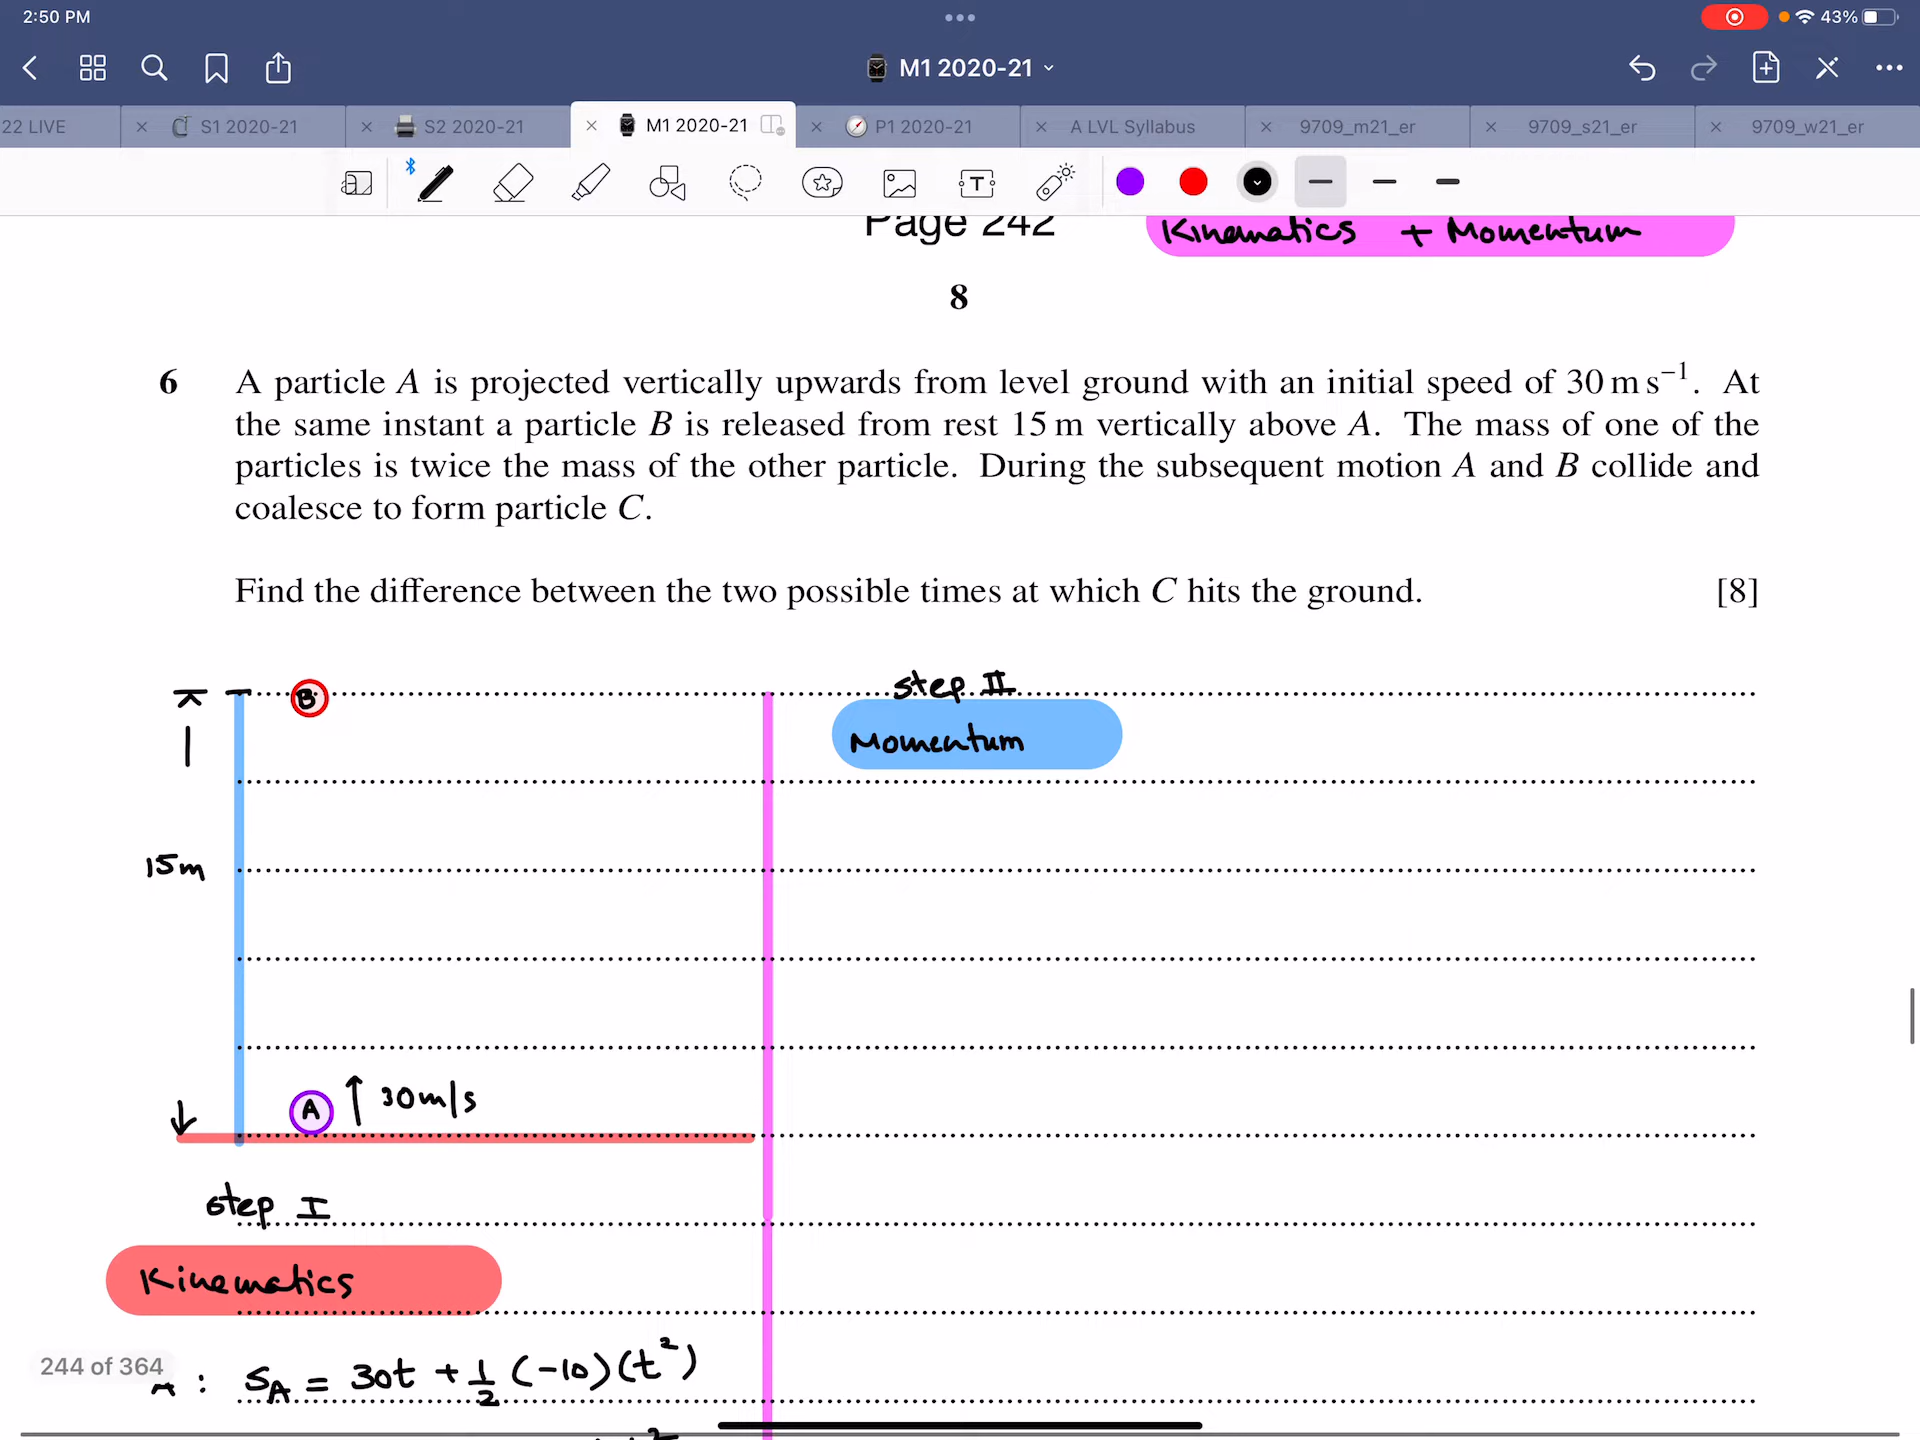 2:50 PM
43%
M1 2020-21
22 LIVE
S1 2020-21
S2 2020-21
M1 2020-21
P1 2020-21
A LVL Syllabus
9709_m21_er
9709_s21_er
9709_w21_er
Page 242
Kinematics + Momentum
8
6 A particle A is projected vertically upwards from level ground with an initial speed of 30 m s⁻¹. At
the same instant a particle B is released from rest 15 m vertically above A. The mass of one of the
particles is twice the mass of the other particle. During the subsequent motion A and B collide and
coalesce to form particle C.
Find the difference between the two possible times at which C hits the ground. [8]
B
step II
Momentum
15m
A ↑ 30m/s
step I
Kinematics
244 of 364
: S_A = 30t + 1/2 (-10)(t²)